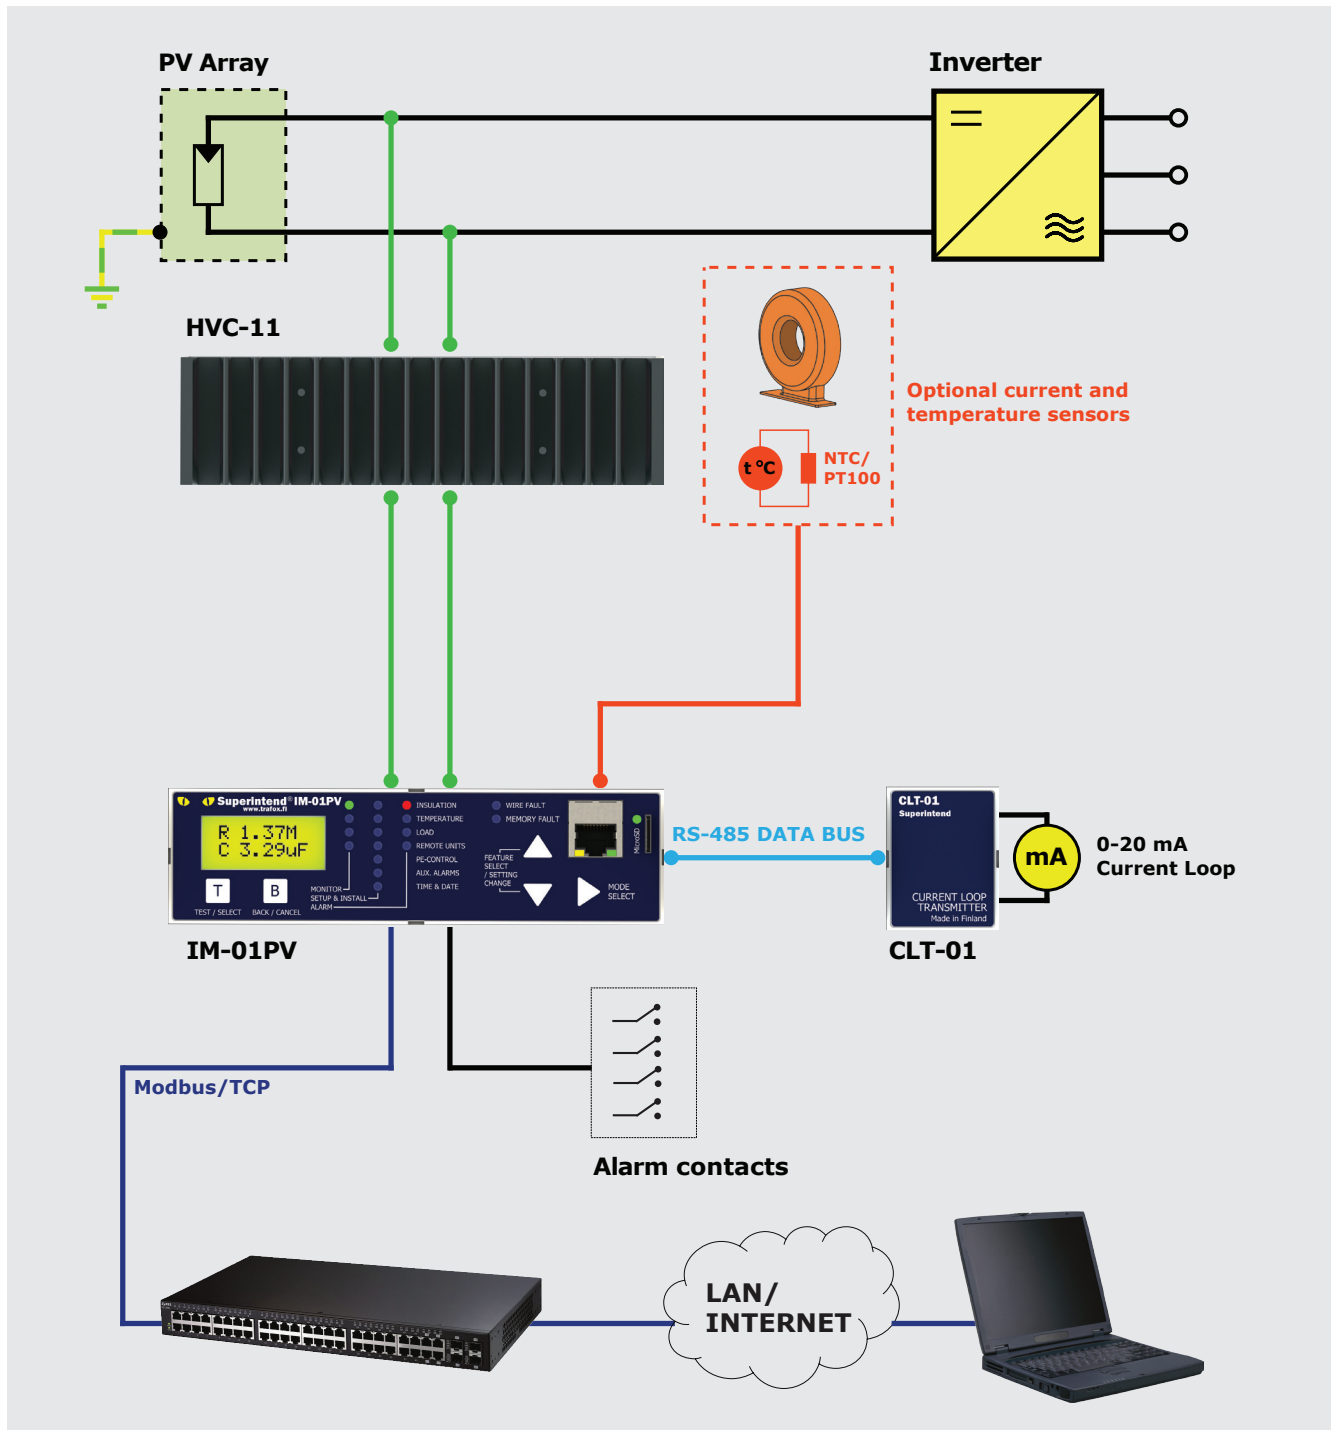 PV Array
Inverter
HVC-11
Optional current and
temperature sensors
t °C
NTC/
PT100
Superintend® IM-01PV
www.trafox.fi
R 1.37M
C 3.29uF
T
B
TEST / SELECT
BACK / CANCEL
MONITOR
SETUP & INSTALL
ALARM
INSULATION
TEMPERATURE
LOAD
REMOTE UNITS
PE-CONTROL
AUX. ALARMS
TIME & DATE
WIRE FAULT
MEMORY FAULT
FEATURE
SELECT
/ SETTING
CHANGE
MODE
SELECT
MicroSD
RS-485 DATA BUS
CLT-01
Superintend
CURRENT LOOP
TRANSMITTER
Made in Finland
mA
0-20 mA
Current Loop
IM-01PV
CLT-01
Modbus/TCP
Alarm contacts
LAN/
INTERNET